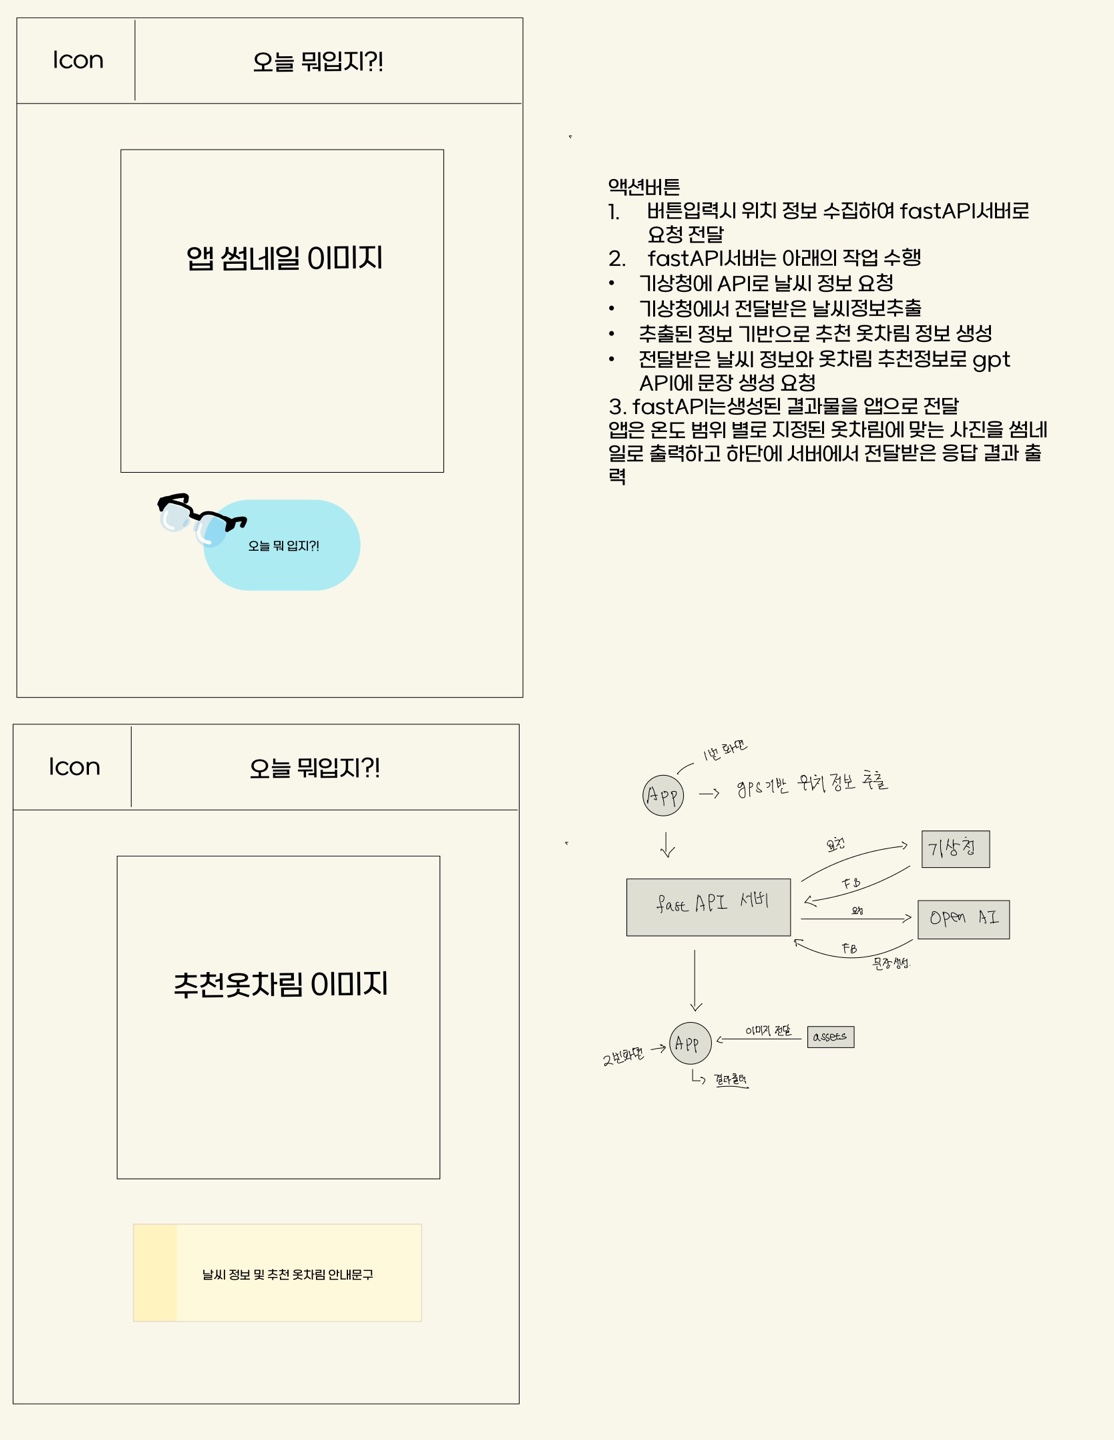 Icon
오늘 뭐입지?!
앱 썸네일 이미지
오늘 뭐 입지?!
액션버튼
1. 버튼입력시 위치 정보 수집하여 fastAPI서버로
요청 전달
2. fastAPI서버는 아래의 작업 수행
• 기상청에 API로 날씨 정보 요청
• 기상청에서 전달받은 날씨정보추출
• 추출된 정보 기반으로 추천 옷차림 정보 생성
• 전달받은 날씨 정보와 옷차림 추천정보로 gpt
API에 문장 생성 요청
3. fastAPI는생성된 결과물을 앱으로 전달
앱은 온도 범위 별로 지정된 옷차림에 맞는 사진을 썸네
일로 출력하고 하단에 서버에서 전달받은 응답 결과 출
력
Icon
오늘 뭐입지?!
추천옷차림 이미지
날씨 정보 및 추천 옷차림 안내문구
1번 화면
App
gps기반 위치 정보 추출
요청
기상청
FB
fast API 서버
요청
Open AI
FB
문장생성
2번화면
App
이미지 전달
assets
결과출력